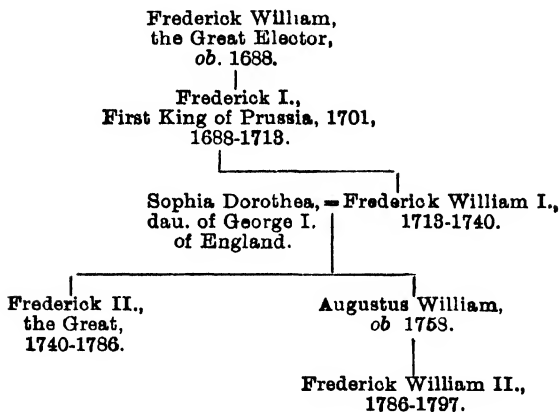 Frederick William,
the Great Elector,
ob. 1688.
Frederick I.,
First King of Prussia, 1701,
1688-1713.
Sophia Dorothea, = Frederick William I.,
dau. of George I. 1713-1740.
of England.
Frederick II., Augustus William,
the Great, ob 1758.
1740-1786.
Frederick William II.,
1786-1797.